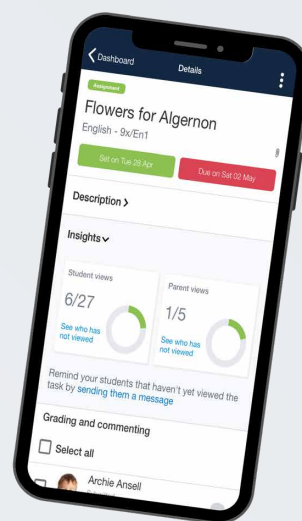 Dashboard
Details
Assignment
Flowers for Algernon
English - 9x/En1
Set on Tue 28 Apr
Due on Sat 02 May
Description
Insights
Student views
Parent views
6/27
1/5
See who has
not viewed
See who has
not viewed
Remind your students that haven't yet viewed the
task by sending them a message
Grading and commenting
Select all
Archie Ansell